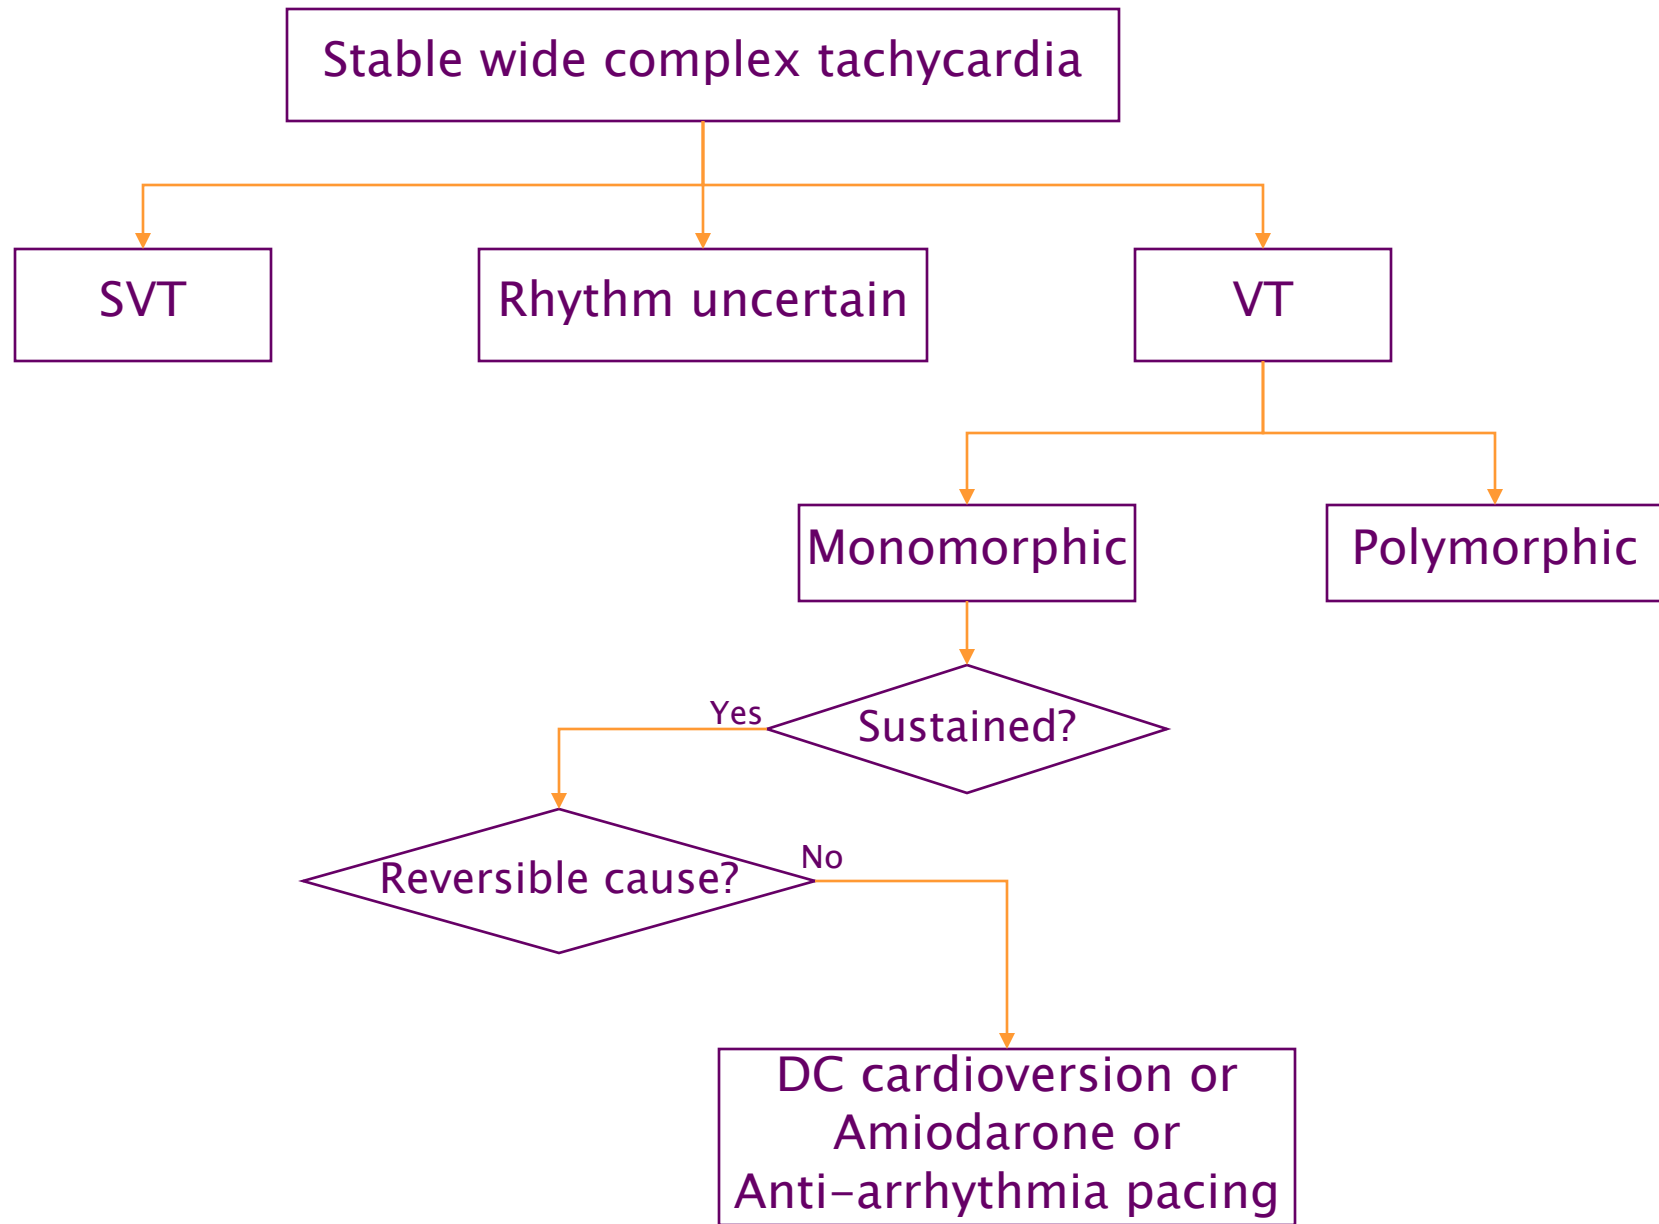 Stable wide complex tachycardia
SVT
Rhythm uncertain
VT
Monomorphic
Polymorphic
Yes
Sustained?
No
Reversible cause?
DC cardioversion or
Amiodarone or
Anti-arrhythmia pacing